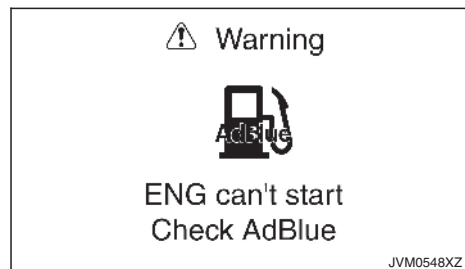 Warning
AdBlue
ENG can't start
Check AdBlue
JVM0548XZ